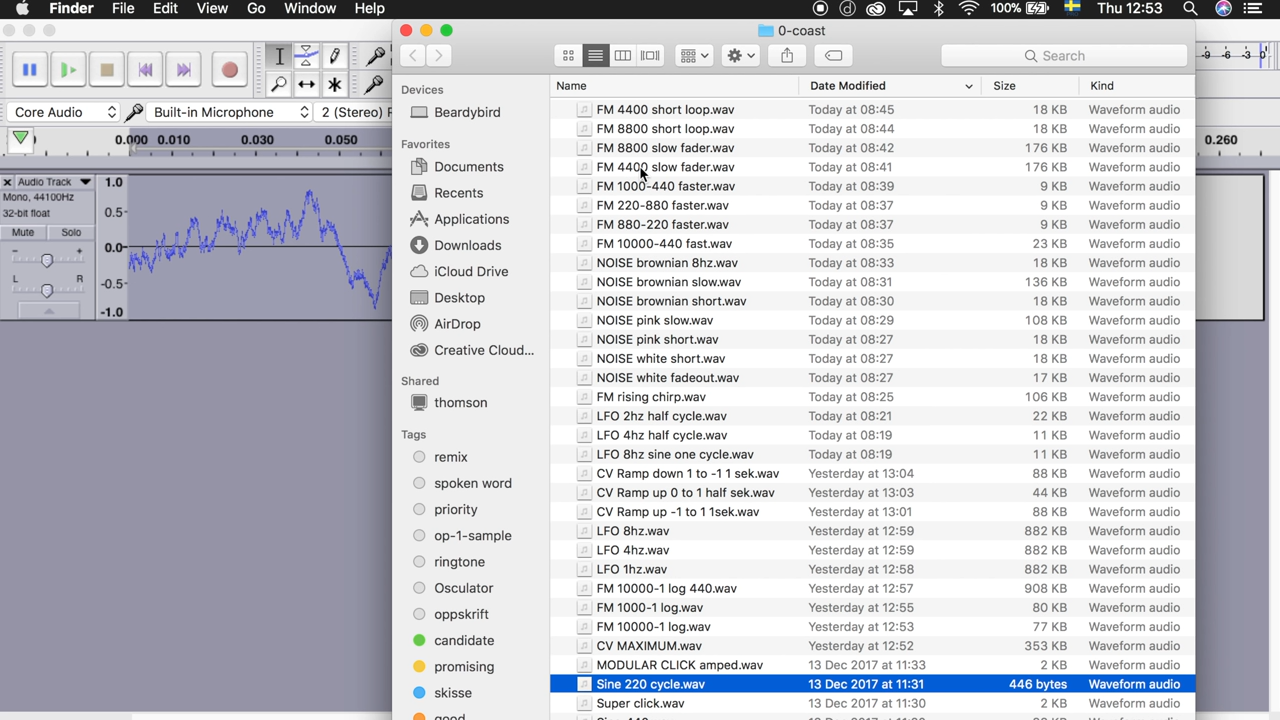 Finder File Edit View Go Window Help 100% Thu 12:53
0-coast
Search
Core Audio Built-in Microphone 2 (Stereo) R
-9 -6 -3 0
0.010 0.030 0.050 0.260
Audio Track 1.0
Mono, 44100Hz
32-bit float
Mute Solo
0.5
0.0
- +
L R
-0.5
-1.0
Devices
Beardybird
Favorites
Documents
Recents
Applications
Downloads
iCloud Drive
Desktop
AirDrop
Creative Cloud...
Shared
thomson
Tags
remix
spoken word
priority
op-1-sample
ringtone
Osculator
oppskrift
candidate
promising
skisse
good
Name Date Modified Size Kind
FM 4400 short loop.wav Today at 08:45 18 KB Waveform audio
FM 8800 short loop.wav Today at 08:44 18 KB Waveform audio
FM 8800 slow fader.wav Today at 08:42 176 KB Waveform audio
FM 4400 slow fader.wav Today at 08:41 76 KB Waveform audio
FM 1000-440 faster.wav Today at 08:39 9 KB Waveform audio
FM 220-880 faster.wav Today at 08:37 9 KB Waveform audio
FM 880-220 faster.wav Today at 08:37 9 KB Waveform audio
FM 10000-440 fast.wav Today at 08:35 23 KB Waveform audio
NOISE brownian 8hz.wav Today at 08:33 18 KB Waveform audio
NOISE brownian slow.wav Today at 08:31 36 KB Waveform audio
NOISE brownian short.wav Today at 08:30 18 KB Waveform audio
NOISE pink slow.wav Today at 08:29 108 KB Waveform audio
NOISE pink short.wav Today at 08:27 18 KB Waveform audio
NOISE white short.wav Today at 08:27 18 KB Waveform audio
NOISE white fadeout.wav Today at 08:27 17 KB Waveform audio
FM rising chirp.wav Today at 08:25 106 KB Waveform audio
LFO 2hz half cycle.wav Today at 08:21 22 KB Waveform audio
LFO 4hz half cycle.wav Today at 08:19 11 KB Waveform audio
LFO 8hz sine one cycle.wav Today at 08:19 11 KB Waveform audio
CV Ramp down 1 to -1 1 sek.wav Yesterday at 13:04 88 KB Waveform audio
CV Ramp up 0 to 1 half sek.wav Yesterday at 13:03 44 KB Waveform audio
CV Ramp up -1 to 1 1sek.wav Yesterday at 13:01 88 KB Waveform audio
LFO 8hz.wav Yesterday at 12:59 882 KB Waveform audio
LFO 4hz.wav Yesterday at 12:59 882 KB Waveform audio
LFO 1hz.wav Yesterday at 12:58 882 KB Waveform audio
FM 10000-1 log 440.wav Yesterday at 12:57 308 KB Waveform audio
FM 1000-1 log.wav Yesterday at 12:55 80 KB Waveform audio
FM 10000-1 log.wav Yesterday at 12:53 77 KB Waveform audio
CV MAXIMUM.wav Yesterday at 12:52 353 KB Waveform audio
MODULAR CLICK amped.wav 13 Dec 2017 at 11:33 2 KB Waveform audio
Sine 220 cycle.wav 13 Dec 2017 at 11:31 446 bytes Waveform audio
Super click.wav 13 Dec 2017 at 11:30 2 KB Waveform audio